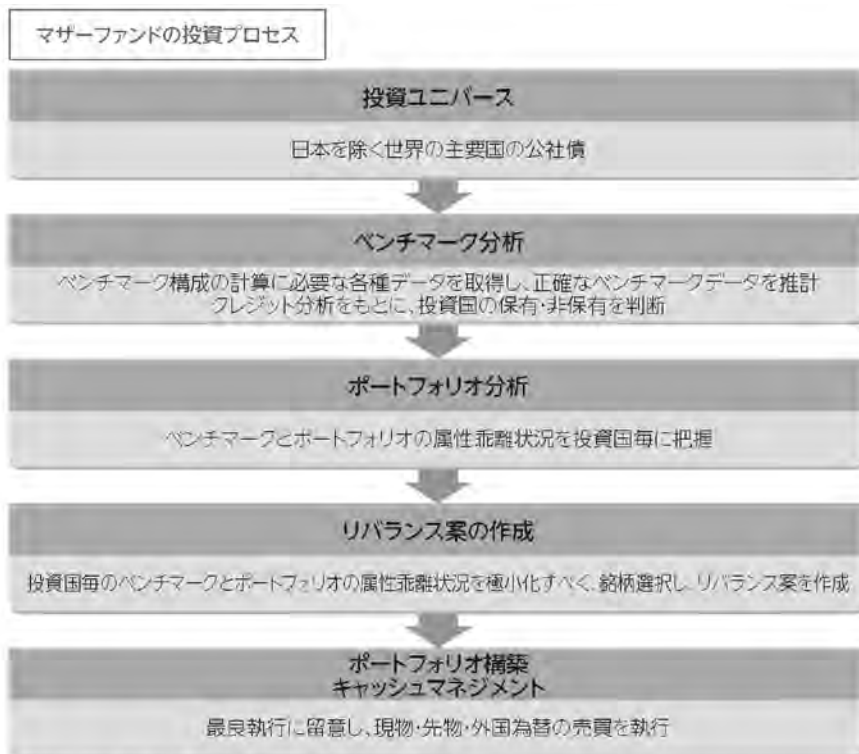 マザーファンドの投資プロセス
投資ユニバース
日本を除く世界の主要国の公社債
ベンチマーク分析
ベンチマーク構成の計算に必要な各種データを取得し、正確なベンチマークデータを推計
クレジット分析をもとに、投資国の保有・非保有を判断
ポートフォリオ分析
ベンチマークとポートフォリオの属性乖離状況を投資国毎に把握
リバランス案の作成
投資国毎のベンチマークとポートフォリオの属性乖離状況を極小化すべく、銘柄選択し、リバランス案を作成
ポートフォリオ構築
キャッシュマネジメント
最良執行に留意し、現物・先物・外国為替の売買を執行